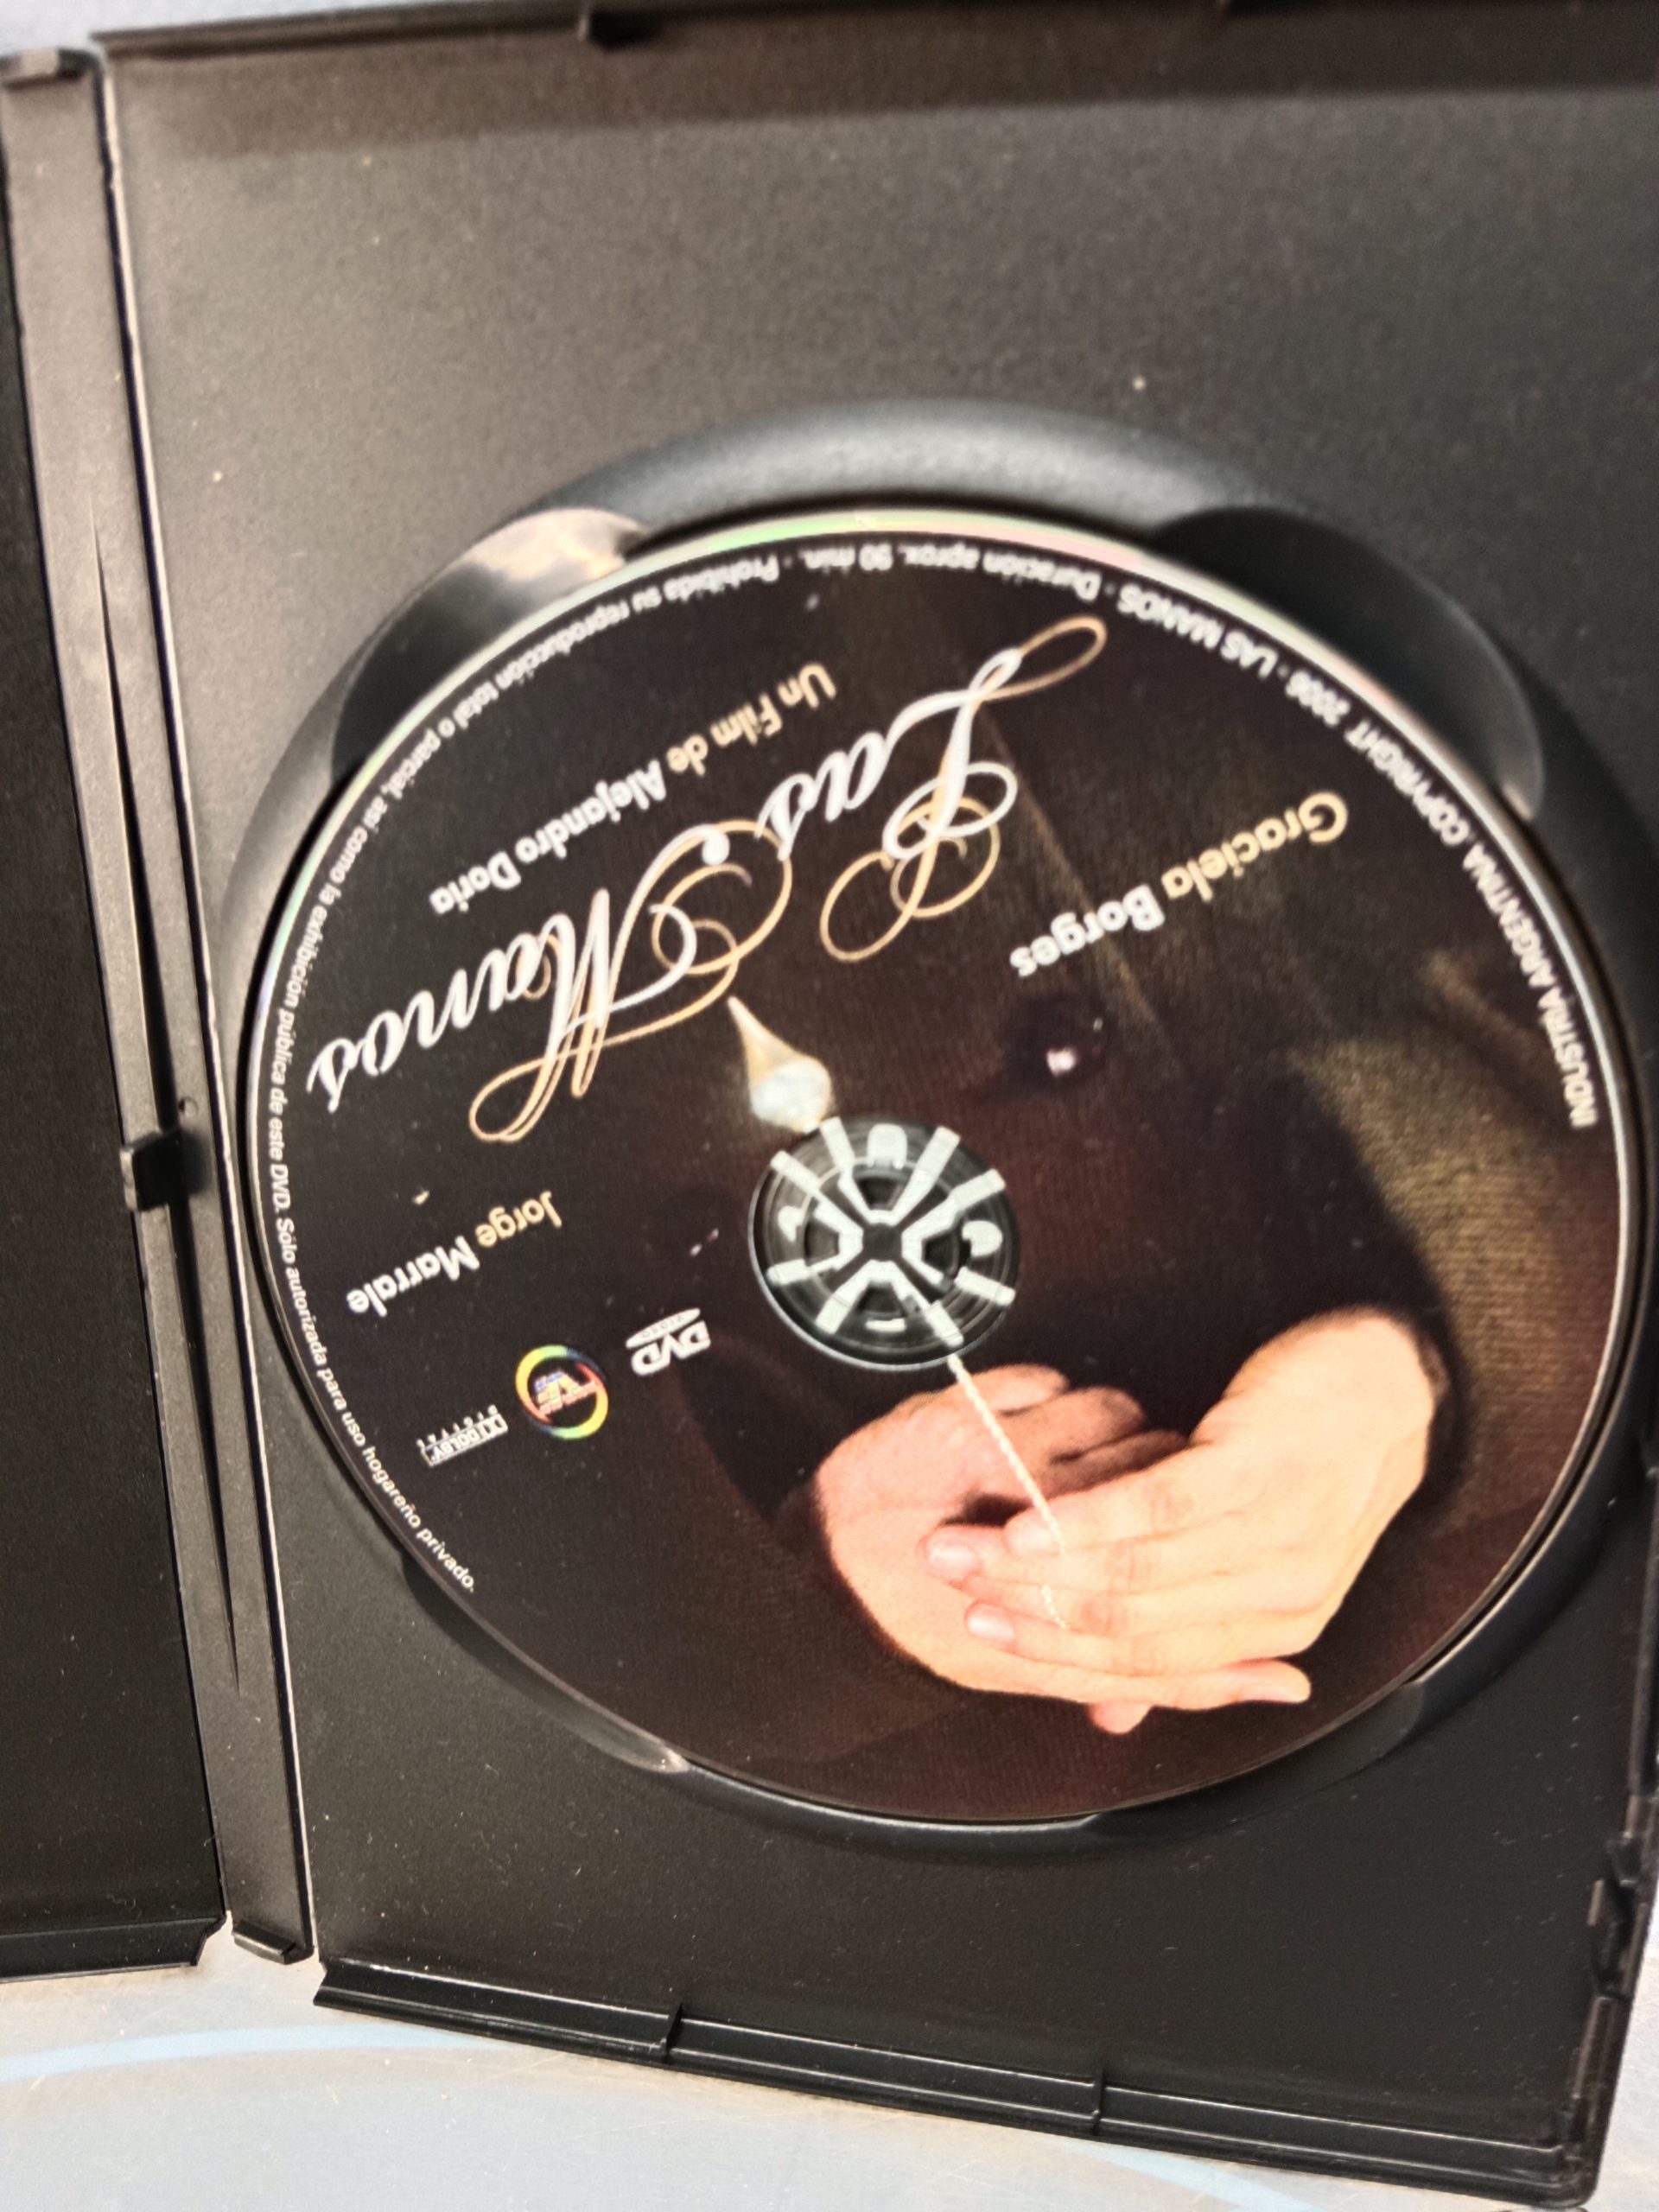 Graciela Borges
Jorge Marrale
Las Manos
Un Film de Alejandro Doria
DVD
DOLBY
DIGITAL
INDUSTRIA ARGENTINA. COPYRIGHT 2006 · LAS MANOS · Duración aprox. 90 min. · Prohibida su reproducción total o parcial, así como la exhibición pública de este DVD. Sólo autorizada para uso hogareño privado.